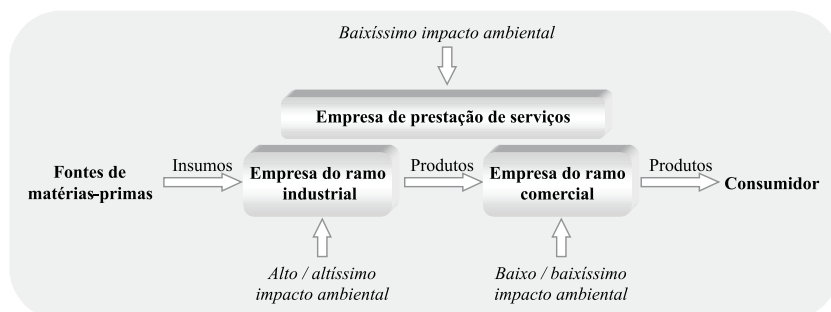 Baixíssimo impacto ambiental
Empresa de prestação de serviços
Fontes de
matérias-primas
Insumos
Empresa do ramo
industrial
Produtos
Empresa do ramo
comercial
Produtos
Consumidor
Alto / altíssimo
impacto ambiental
Baixo / baixíssimo
impacto ambiental